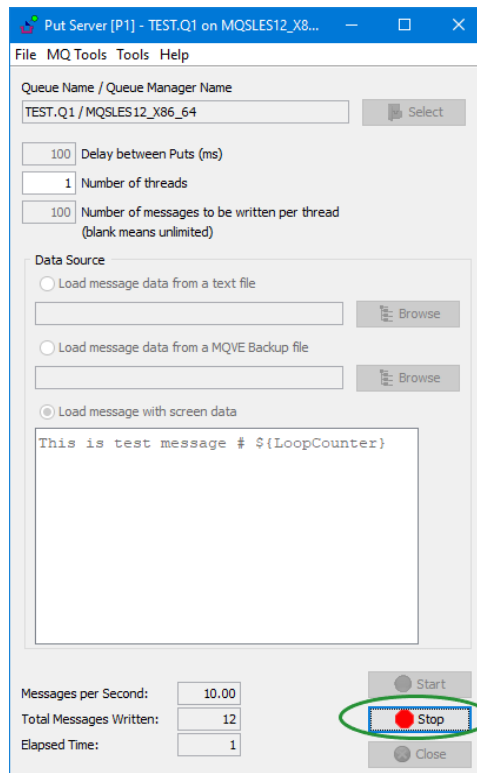 Put Server [P1] - TEST.Q1 on MQSLES12_X8...
File MQ Tools Tools Help
Queue Name / Queue Manager Name
TEST.Q1 / MQSLES12_X86_64
Select
100 Delay between Puts (ms)
1 Number of threads
100 Number of messages to be written per thread
(blank means unlimited)
Data Source
Load message data from a text file
Browse
Load message data from a MQVE Backup file
Browse
Load message with screen data
This is test message # ${LoopCounter}
Start
Messages per Second: 10.00
Total Messages Written: 12
Stop
Elapsed Time: 1
Close